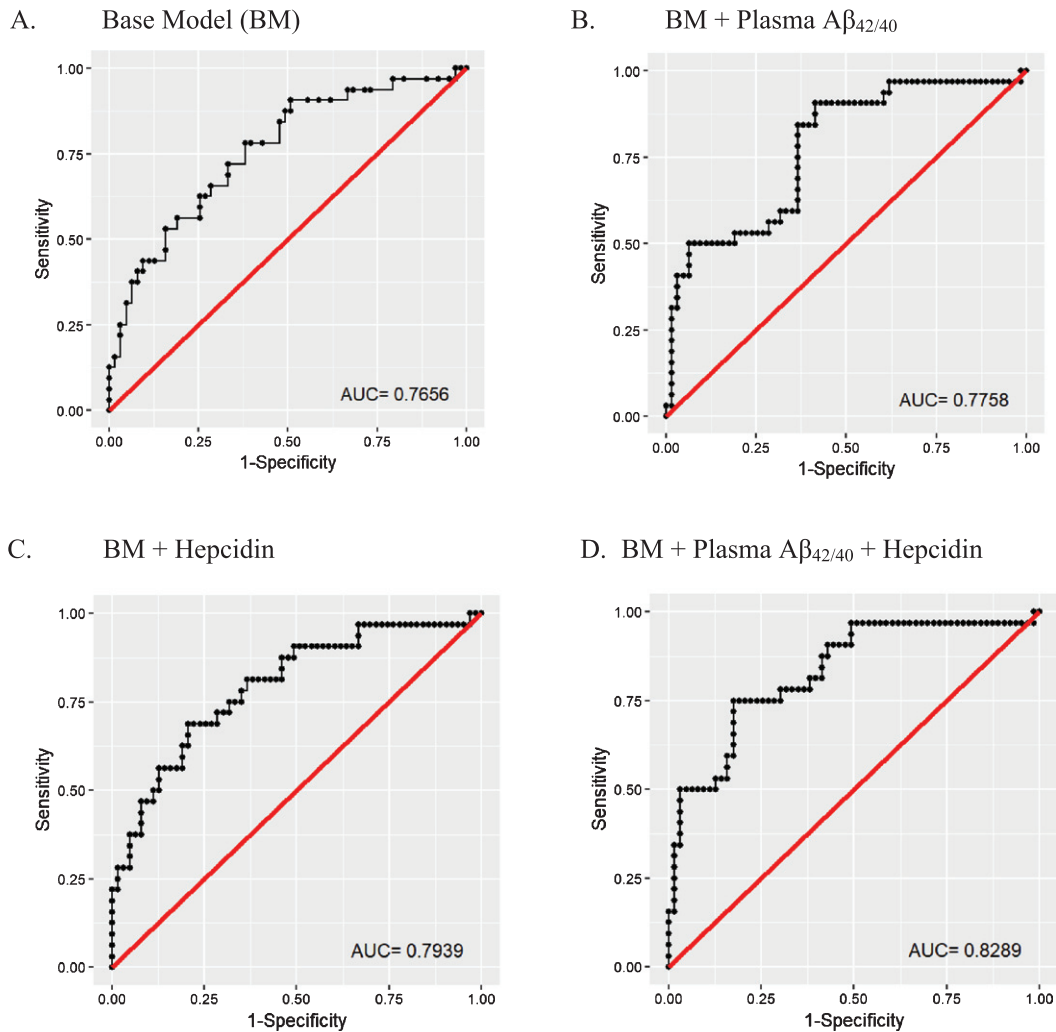 A. Base Model (BM)
1.00
0.75
0.50
0.25
0.00
Sensitivity
AUC= 0.7656
0.00 0.25 0.50 0.75 1.00
1-Specificity
B. BM + Plasma Aβ42/40
1.00
0.75
0.50
0.25
0.00
Sensitivity
AUC= 0.7758
0.00 0.25 0.50 0.75 1.00
1-Specificity
C. BM + Hepcidin
1.00
0.75
0.50
0.25
0.00
Sensitivity
AUC= 0.7939
0.00 0.25 0.50 0.75 1.00
1-Specificity
D. BM + Plasma Aβ42/40 + Hepcidin
1.00
0.75
0.50
0.25
0.00
Sensitivity
AUC= 0.8289
0.00 0.25 0.50 0.75 1.00
1-Specificity